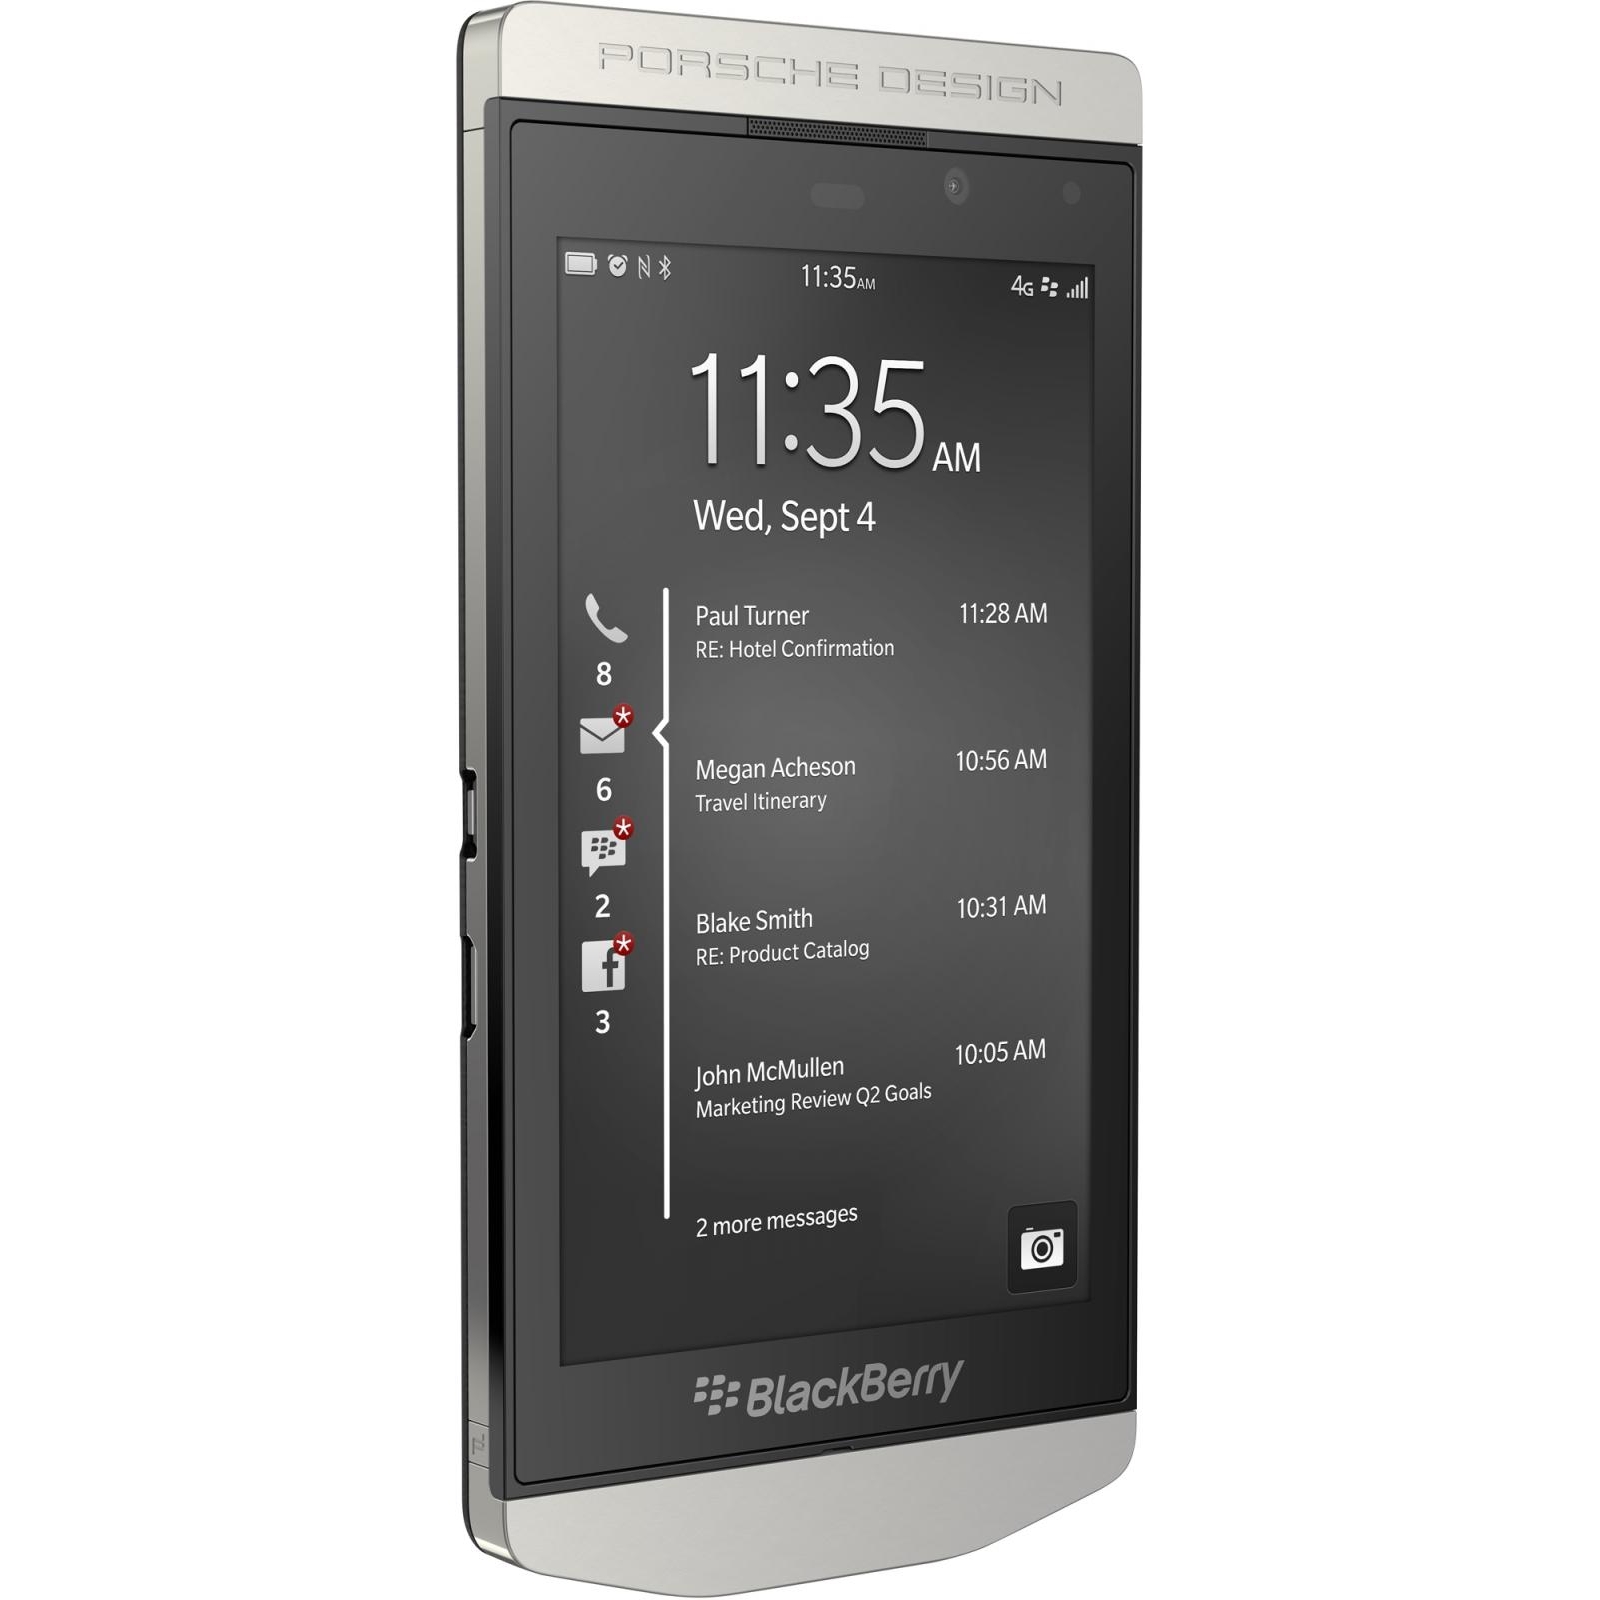 PORSCHE DESIGN
11:35AM
4G
11:35 AM
Wed, Sept 4
8
6
2
3
Paul Turner 11:28 AM
RE: Hotel Confirmation
Megan Acheson 10:56 AM
Travel Itinerary
Blake Smith 10:31 AM
RE: Product Catalog
John McMullen 10:05 AM
Marketing Review Q2 Goals
2 more messages
BlackBerry